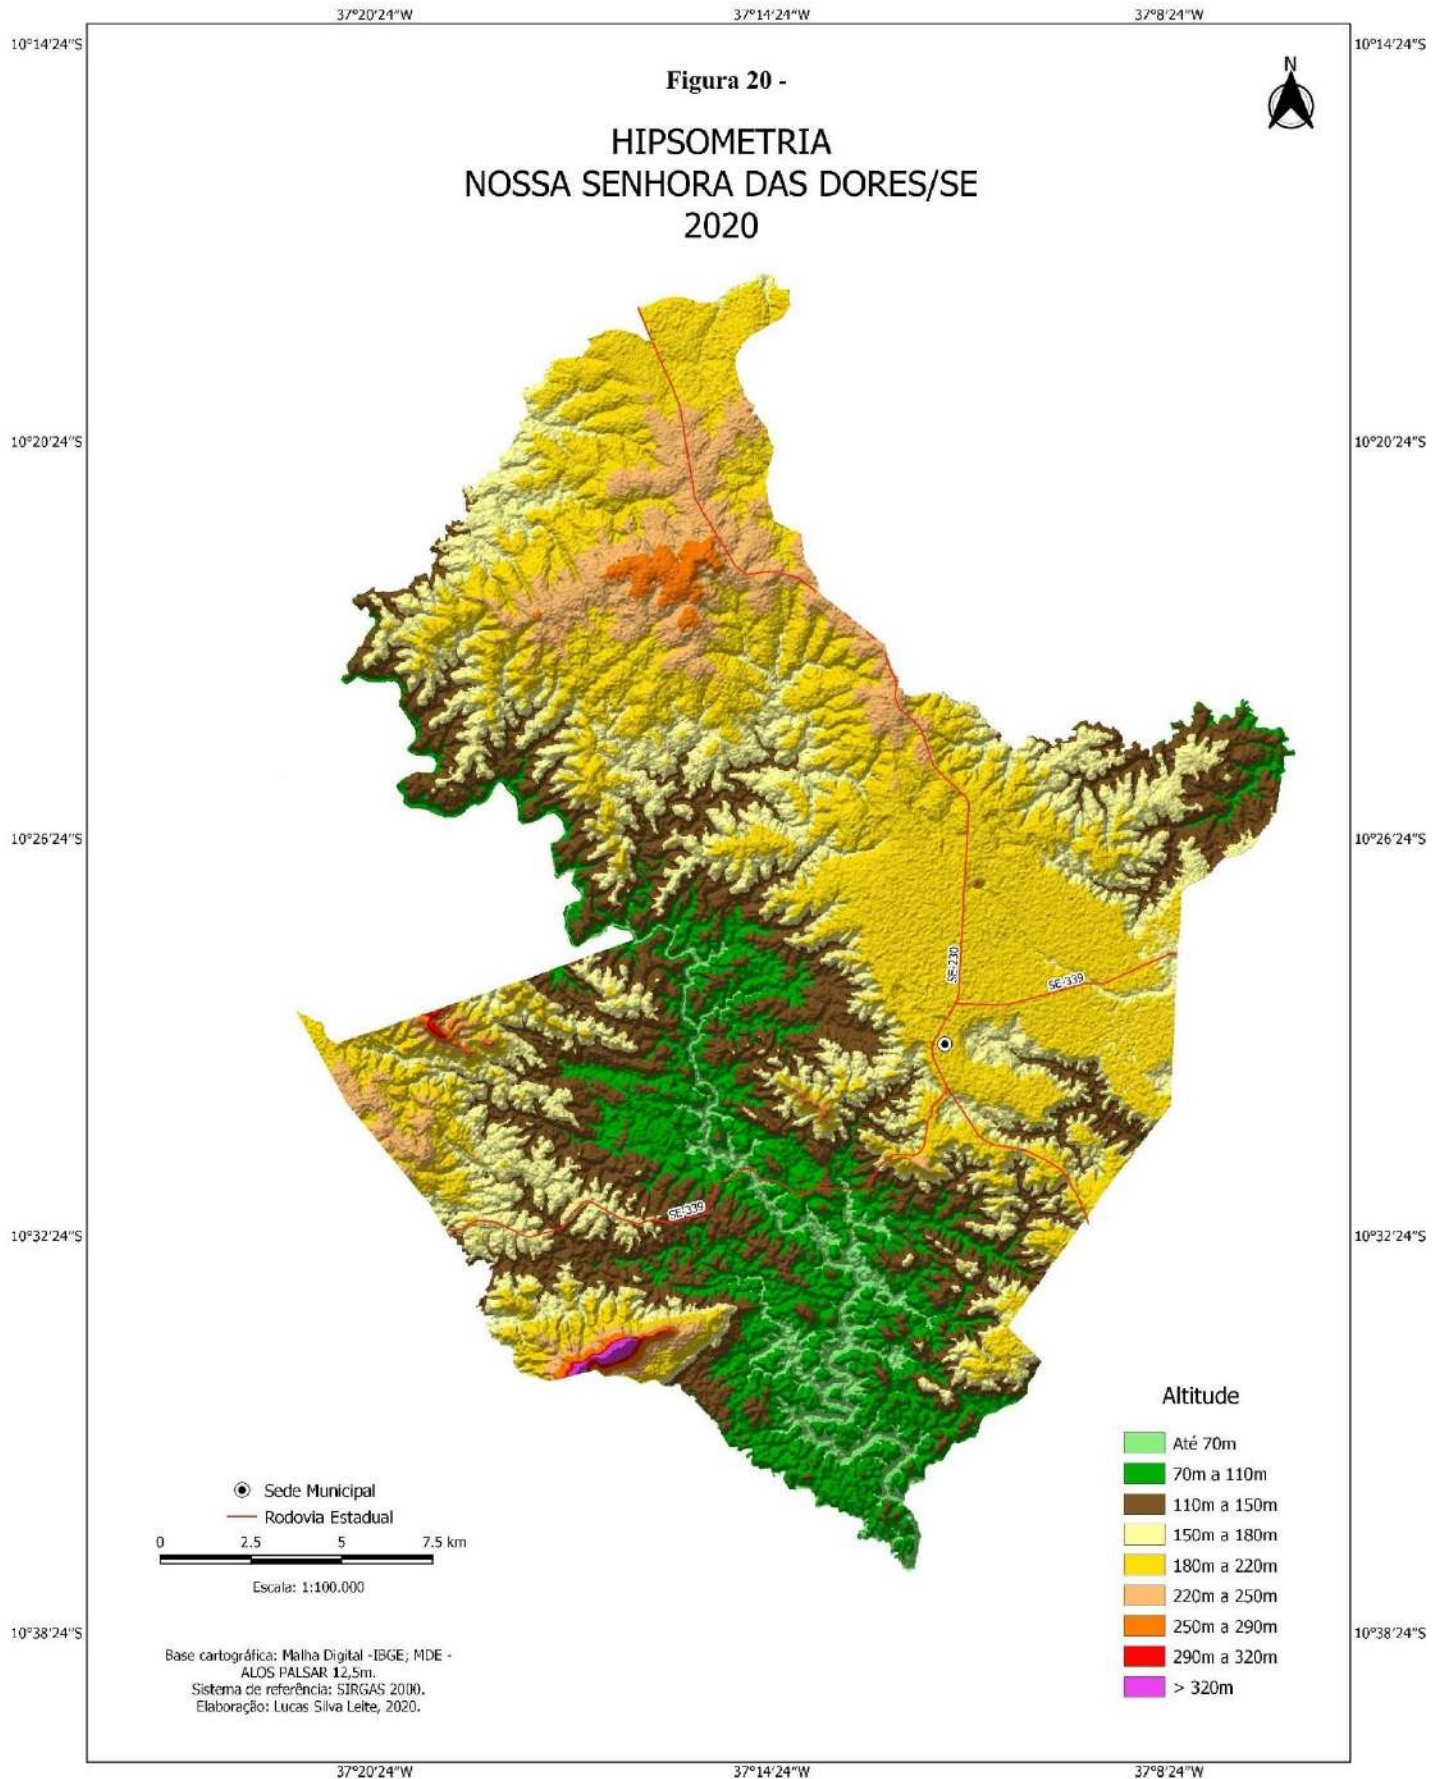 37°20'24"W 37°14'24"W 37°8'24"W
10°14'24"S 10°14'24"S
N
Figura 20 -
HIPSOMETRIA
NOSSA SENHORA DAS DORES/SE
2020
10°20'24"S 10°20'24"S
10°26'24"S 10°26'24"S
SE-230
SE-339
SE-339
10°32'24"S 10°32'24"S
Altitude
Até 70m
70m a 110m
110m a 150m
150m a 180m
180m a 220m
220m a 250m
250m a 290m
290m a 320m
> 320m
Sede Municipal
Rodovia Estadual
0 2.5 5 7.5 km
Escala: 1:100.000
10°38'24"S 10°38'24"S
Base cartográfica: Malha Digital -IBGE; MDE -
ALOS PALSAR 12,5m.
Sistema de referência: SIRGAS 2000.
Elaboração: Lucas Silva Leite, 2020.
37°20'24"W 37°14'24"W 37°8'24"W